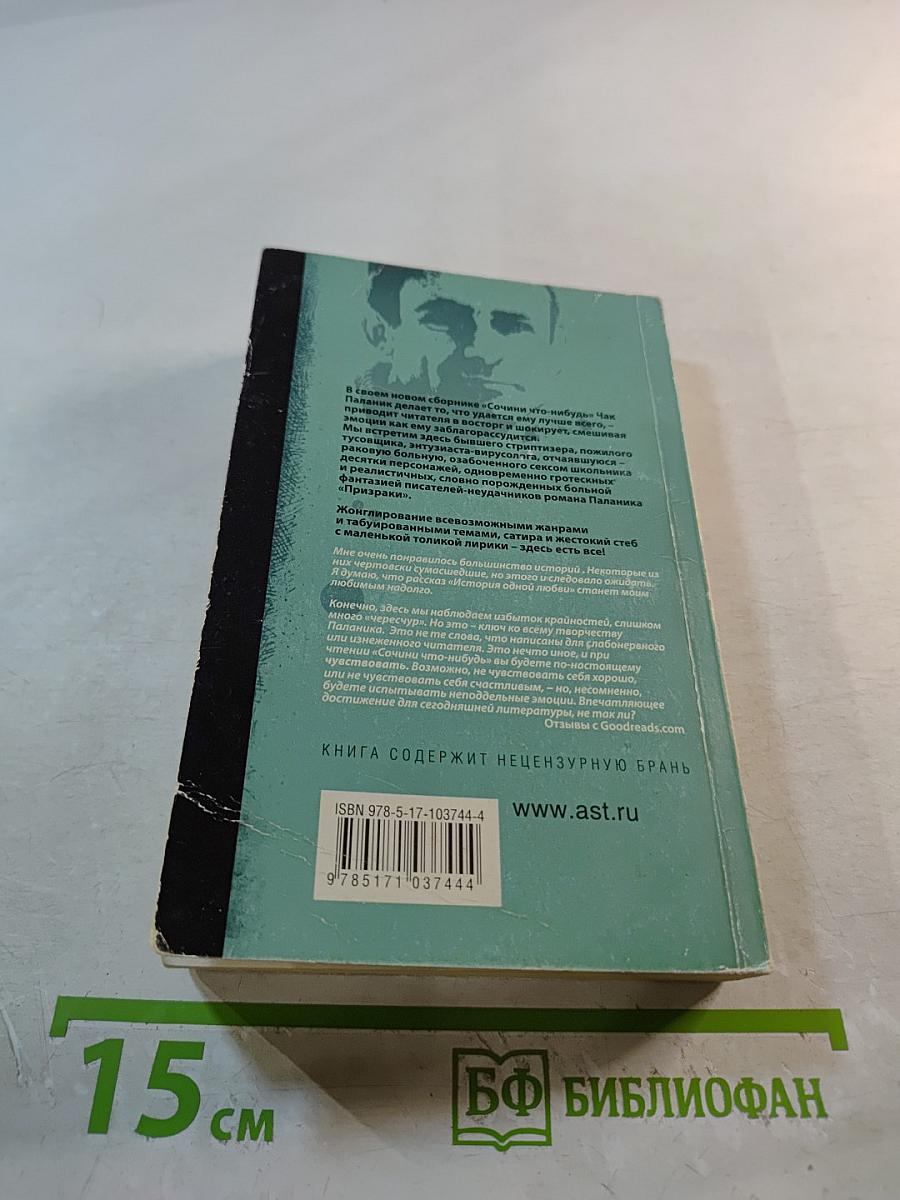 В своем новом сборнике «Сочини что-нибудь» Чак
Паланик делает то, что удается ему лучше всего, –
приводит читателя в восторг и шокирует, смешивая
эмоции как ему заблагорассудится.
Мы встретим здесь бывшего стриптизера, пожилого
тусовщика, энтузиаста-вирусолога, отчаявшуюся –
раковую больную, озабоченного сексом школьника
десятки персонажей, одновременно гротескных
и реалистичных, словно порожденных больной
фантазией писателей-неудачников романа Паланика
«Призраки».
Жонглирование всевозможными жанрами
и табуированными темами, сатира и жестокий стеб
с маленькой толикой лирики – здесь есть все!
Мне очень понравилось большинство историй . Некоторые из
них чертовски сумасшедшие, но этого и следовало ожидать.
Я думаю, что рассказ «История одной любви» станет моим
любимым надолго.
Конечно, здесь мы наблюдаем избыток крайностей, слишком
много «чересчур». Но это – ключ ко всему творчеству
Паланика. Это не те слова, что написаны для слабонервного
или изнеженного читателя. Это нечто иное, и при
чтении «Сочини что-нибудь» вы будете по-настоящему
чувствовать. Возможно, не чувствовать себя хорошо,
или не чувствовать себя счастливым, – но, несомненно,
будете испытывать неподдельные эмоции. Впечатляющее
достижение для сегодняшней литературы, не так ли?
Отзывы с Goodreads.com
КНИГА СОДЕРЖИТ НЕЦЕНЗУРНУЮ БРАНЬ
ISBN 978-5-17-103744-4
www.ast.ru
9 785171 037444
15 см
БФ БИБЛИОФАН